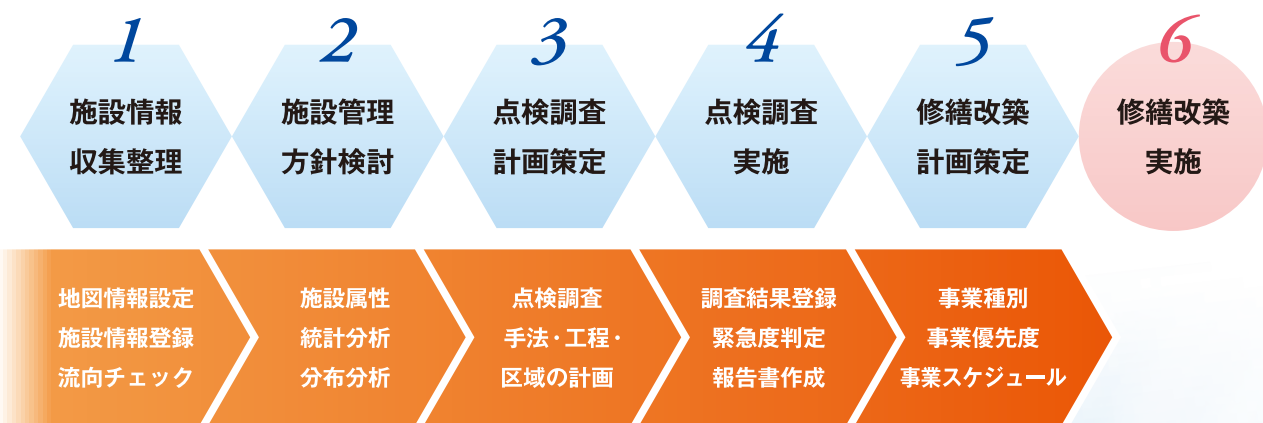 1
施設情報
収集整理
2
施設管理
方針検討
3
点検調査
計画策定
4
点検調査
実施
5
修繕改築
計画策定
6
修繕改築
実施
地図情報設定
施設情報登録
流向チェック
施設属性
統計分析
分布分析
点検調査
手法・工程・
区域の計画
調査結果登録
緊急度判定
報告書作成
事業種別
事業優先度
事業スケジュール